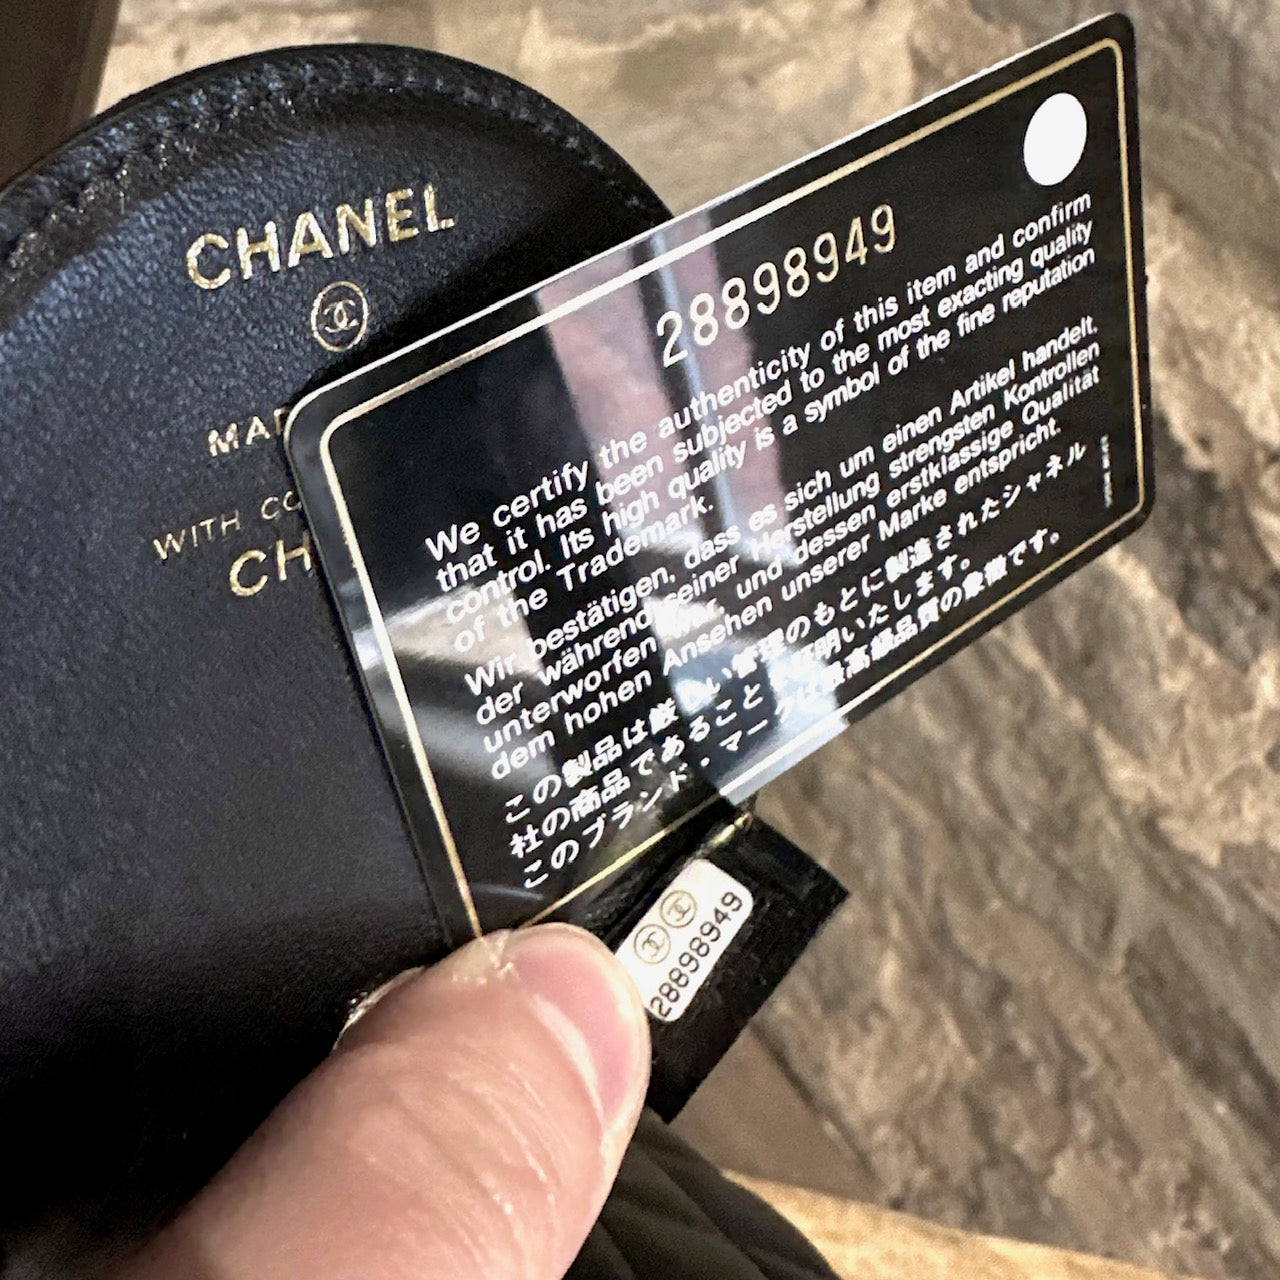 CHANEL
MA
WITH CO
CH
28898949
We certify the authenticity of this item and confirm
that it has been subjected to the most exacting quality
control. Its high quality is a symbol of the fine reputation
of the Trademark.
Wir bestätigen, dass es sich um einen Artikel handelt.
der während seiner Herstellung strengsten Kontrollen
unterworfen war, und dessen erstklassige Qualität
dem hohen Ansehen unserer Marke entspricht.
この製品は厳しい管理のもとに製造されたシャネル
社の商品であることを証明いたします。
このブランド・マークは最高級品質の象徴です。
28898949